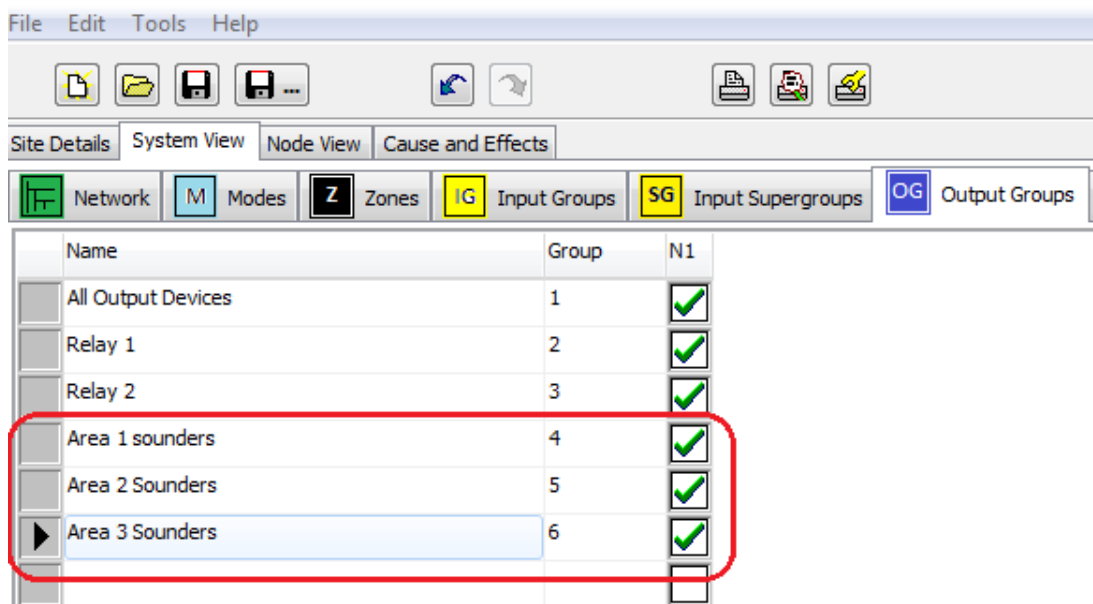 File Edit Tools Help
...
Site Details System View Node View Cause and Effects
Network M Modes Z Zones IG Input Groups SG Input Supergroups OG Output Groups
Name Group N1
All Output Devices 1
Relay 1 2
Relay 2 3
Area 1 sounders 4
Area 2 Sounders 5
Area 3 Sounders 6